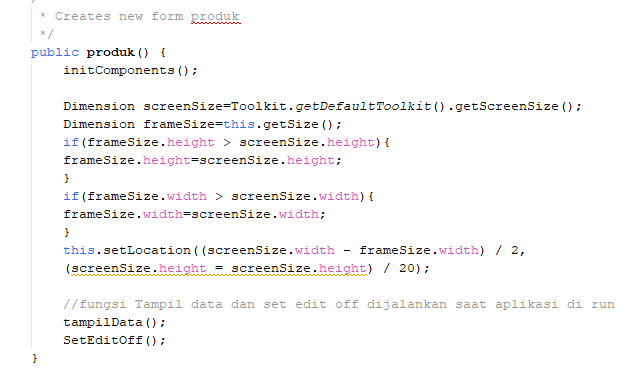 * Creates new form produk
*/
public produk() {
initComponents();
Dimension screenSize=Toolkit.getDefaultToolkit().getScreenSize();
Dimension frameSize=this.getSize();
if(frameSize.height > screenSize.height){
frameSize.height=screenSize.height;
}
if(frameSize.width > screenSize.width){
frameSize.width=screenSize.width;
}
this.setLocation((screenSize.width - frameSize.width) / 2,
(screenSize.height = screenSize.height) / 20);
//fungsi Tampil data dan set edit off dijalankan saat aplikasi di run
tampilData();
SetEditOff();
}